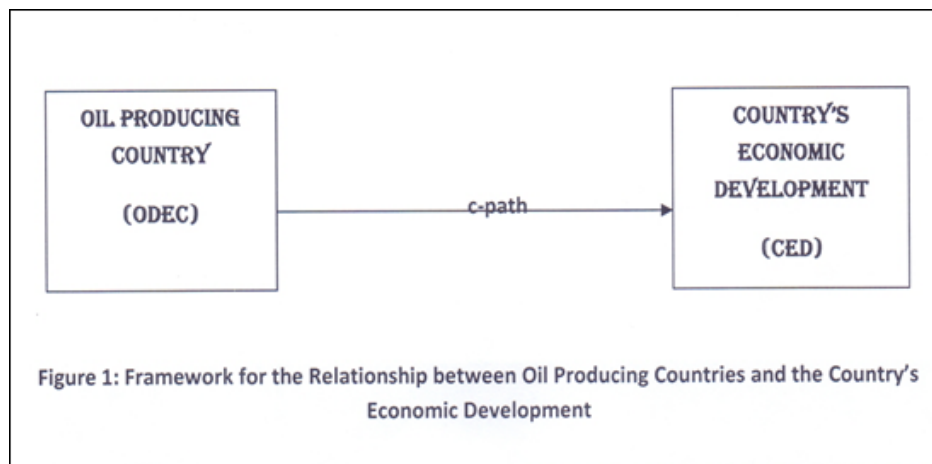 OIL PRODUCING
COUNTRY
(ODEC)
c-path
COUNTRY'S
ECONOMIC
DEVELOPMENT
(CED)
Figure 1: Framework for the Relationship between Oil Producing Countries and the Country's
Economic Development